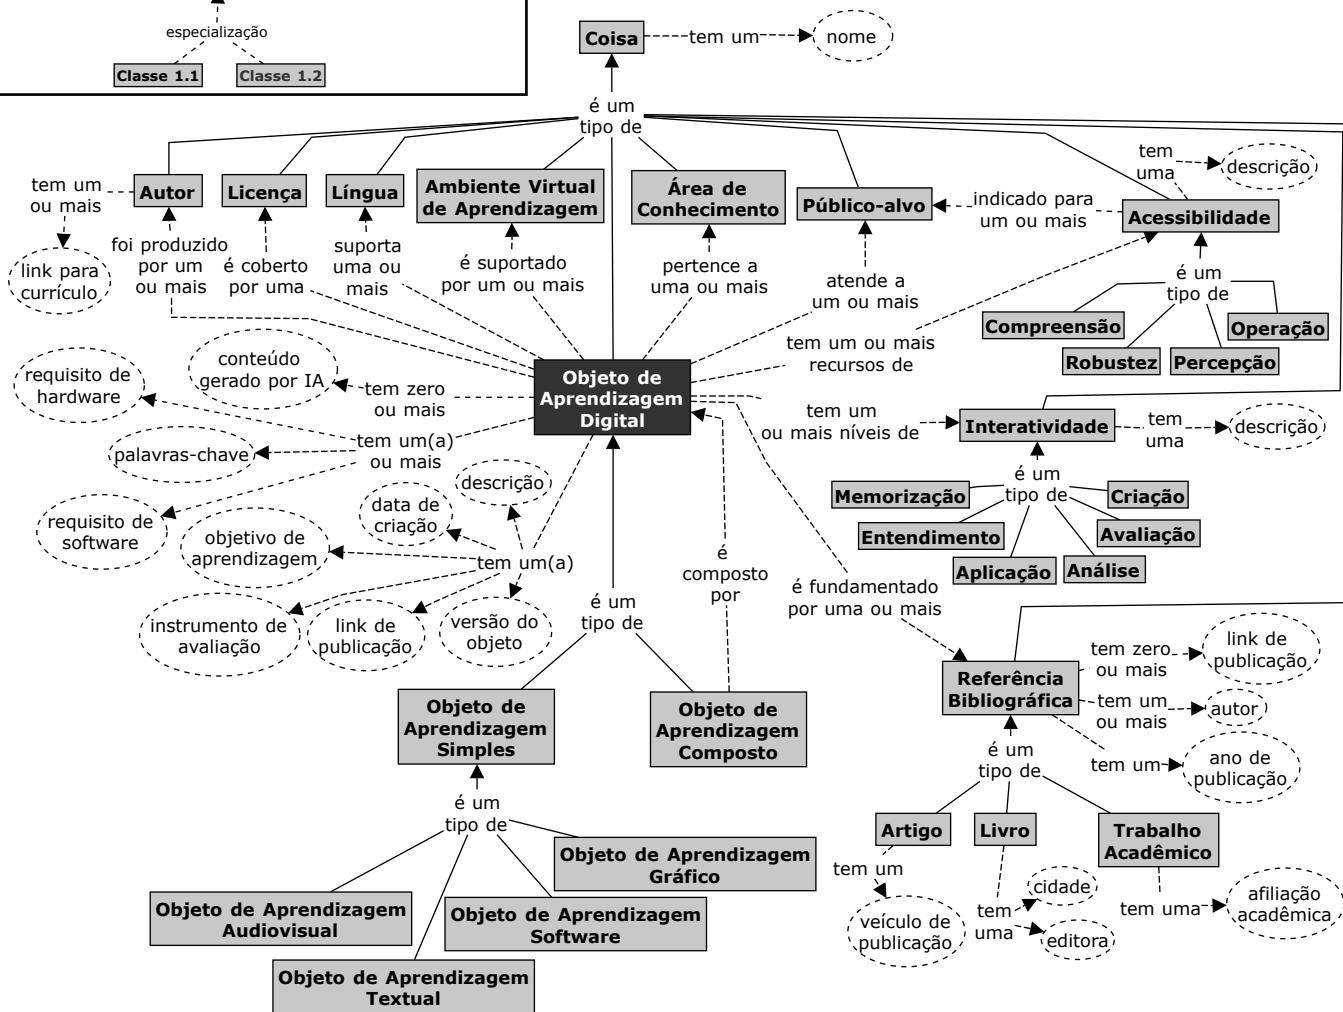 especialização
Classe 1.1
Classe 1.2
Coisa
tem um
nome
é um
tipo de
Autor
Licença
Língua
Ambiente Virtual
de Aprendizagem
Área de
Conhecimento
Público-alvo
indicado para
um ou mais
Acessibilidade
tem
uma
descrição
tem um
ou mais
link para
currículo
foi produzido
por um
ou mais
é coberto
por uma
suporta
uma ou
mais
é suportado
por um ou mais
pertence a
uma ou mais
atende a
um ou mais
tem um ou mais
recursos de
é um
tipo de
Compreensão
Robustez
Percepção
Operação
requisito de
hardware
conteúdo
gerado por IA
tem zero
ou mais
Objeto de
Aprendizagem
Digital
tem um
ou mais níveis de
Interatividade
tem
uma
descrição
palavras-chave
tem um(a)
ou mais
requisito de
software
é um
tipo de
Memorização
Entendimento
Aplicação
Análise
Avaliação
Criação
descrição
data de
criação
objetivo de
aprendizagem
tem um(a)
instrumento de
avaliação
link de
publicação
versão do
objeto
é um
tipo de
é
composto
por
é fundamentado
por uma ou mais
Objeto de
Aprendizagem
Simples
Objeto de
Aprendizagem
Composto
Referência
Bibliográfica
tem zero
ou mais
link de
publicação
tem um
ou mais
autor
tem um
ano de
publicação
é um
tipo de
Artigo
Livro
Trabalho
Acadêmico
tem um
veículo de
publicação
tem
uma
cidade
editora
tem uma
afiliação
acadêmica
é um
tipo de
Objeto de Aprendizagem
Gráfico
Objeto de Aprendizagem
Audiovisual
Objeto de Aprendizagem
Software
Objeto de Aprendizagem
Textual